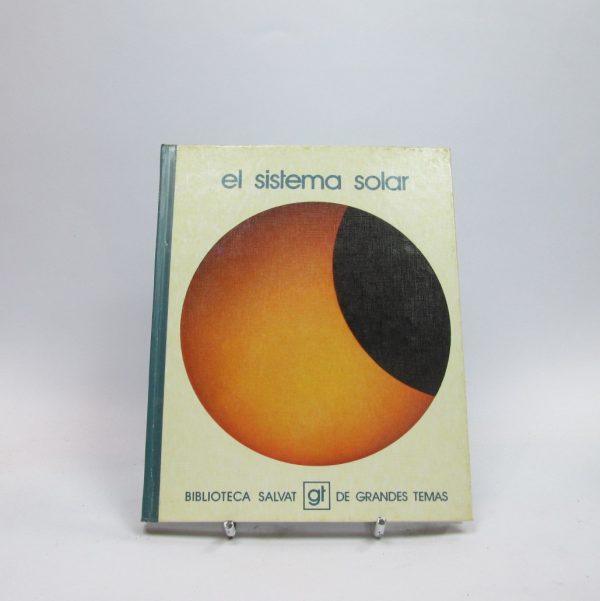 el sistema solar
BIBLIOTECA SALVAT gt DE GRANDES TEMAS